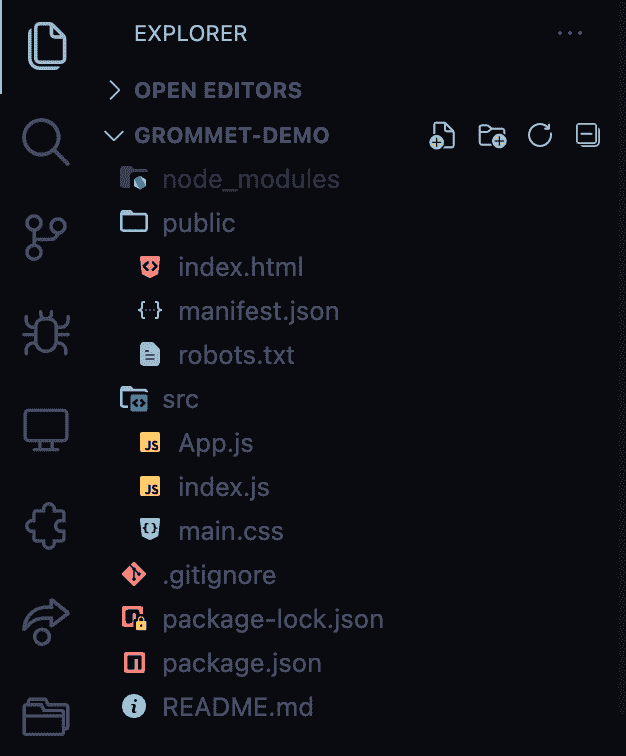 EXPLORER
OPEN EDITORS
GROMMET-DEMO
node_modules
public
index.html
manifest.json
robots.txt
src
App.js
index.js
main.css
.gitignore
package-lock.json
package.json
README.md